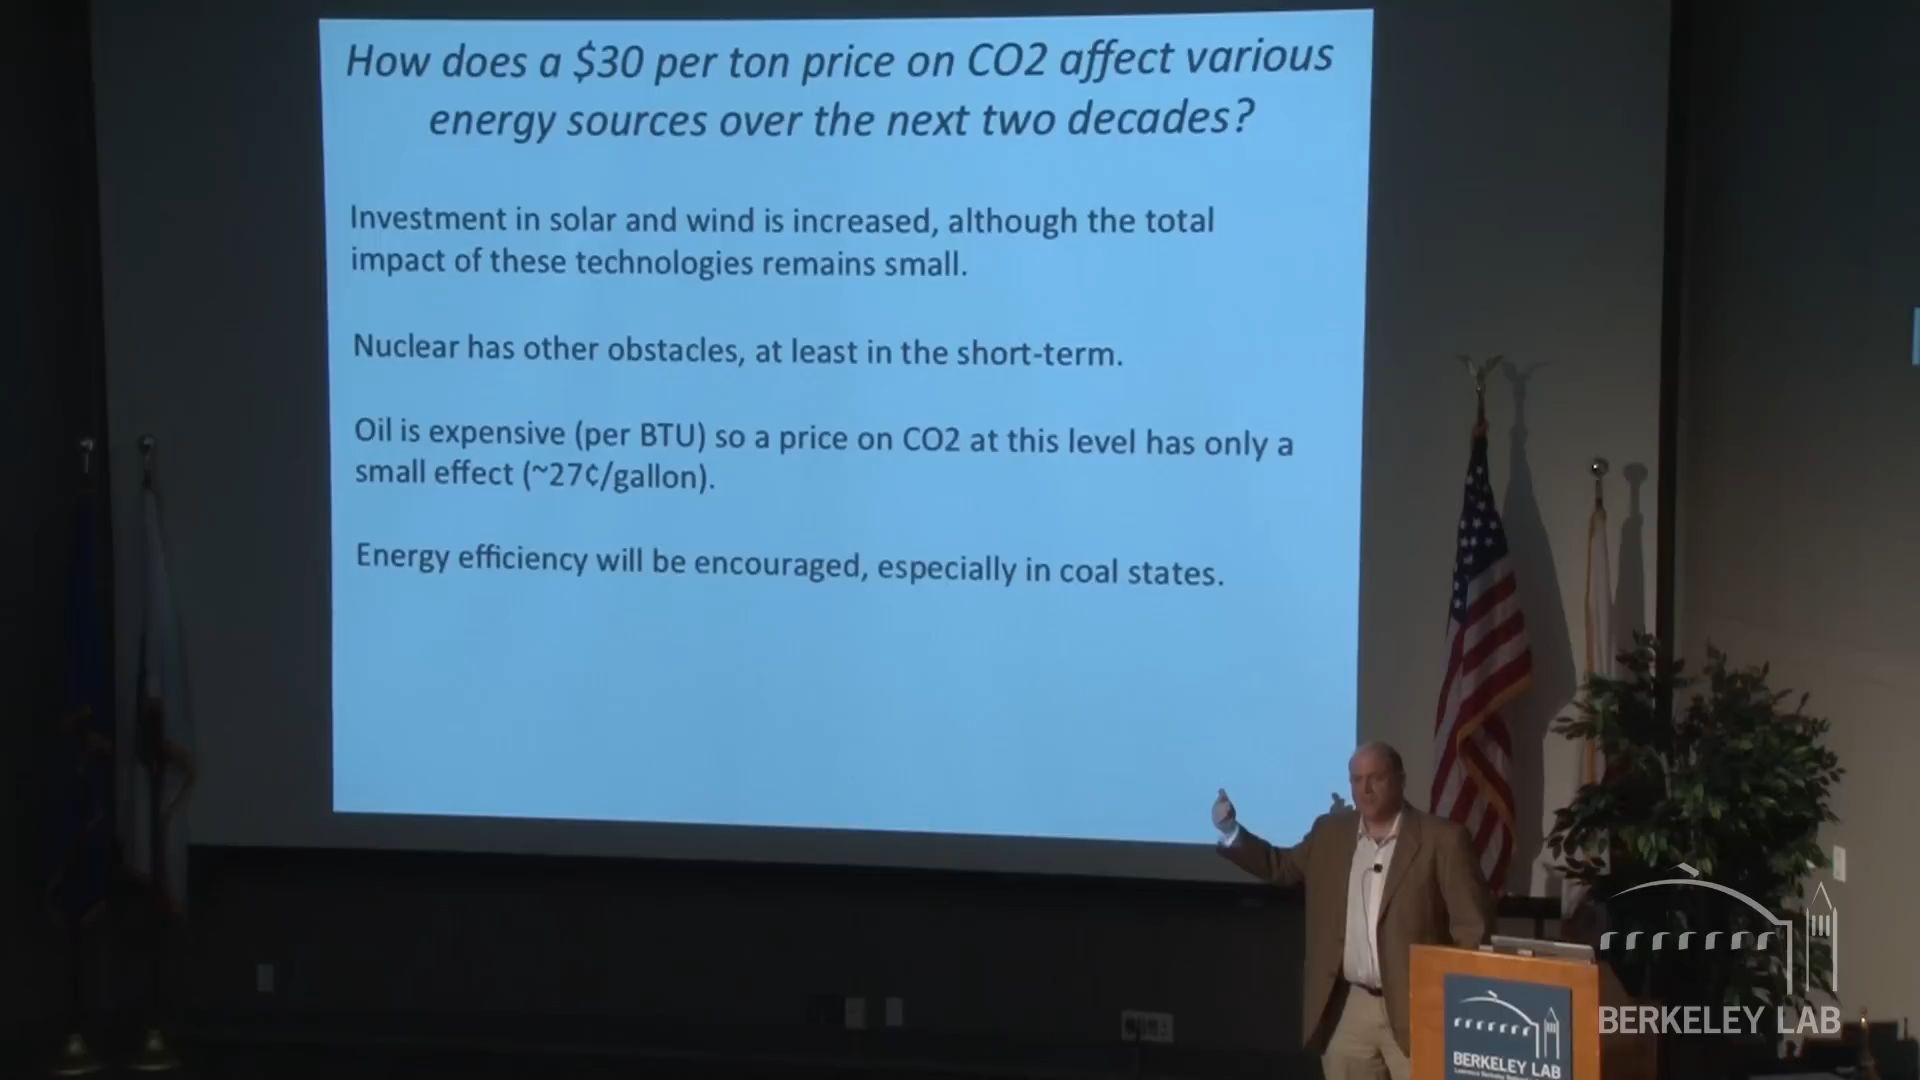 How does a $30 per ton price on CO2 affect various
energy sources over the next two decades?
Investment in solar and wind is increased, although the total
impact of these technologies remains small.
Nuclear has other obstacles, at least in the short-term.
Oil is expensive (per BTU) so a price on CO2 at this level has only a
small effect (~27¢/gallon).
Energy efficiency will be encouraged, especially in coal states.
BERKELEY LAB
BERKELEY LAB